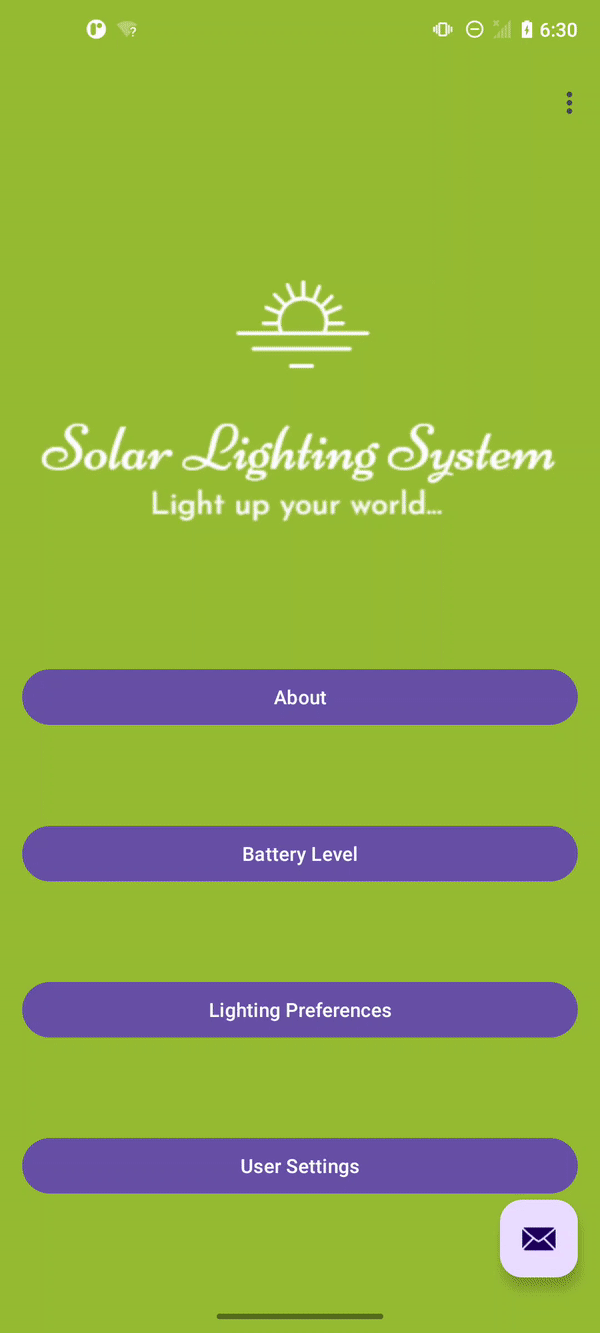 6:30
Solar Lighting System
Light up your world...
About
Battery Level
Lighting Preferences
User Settings